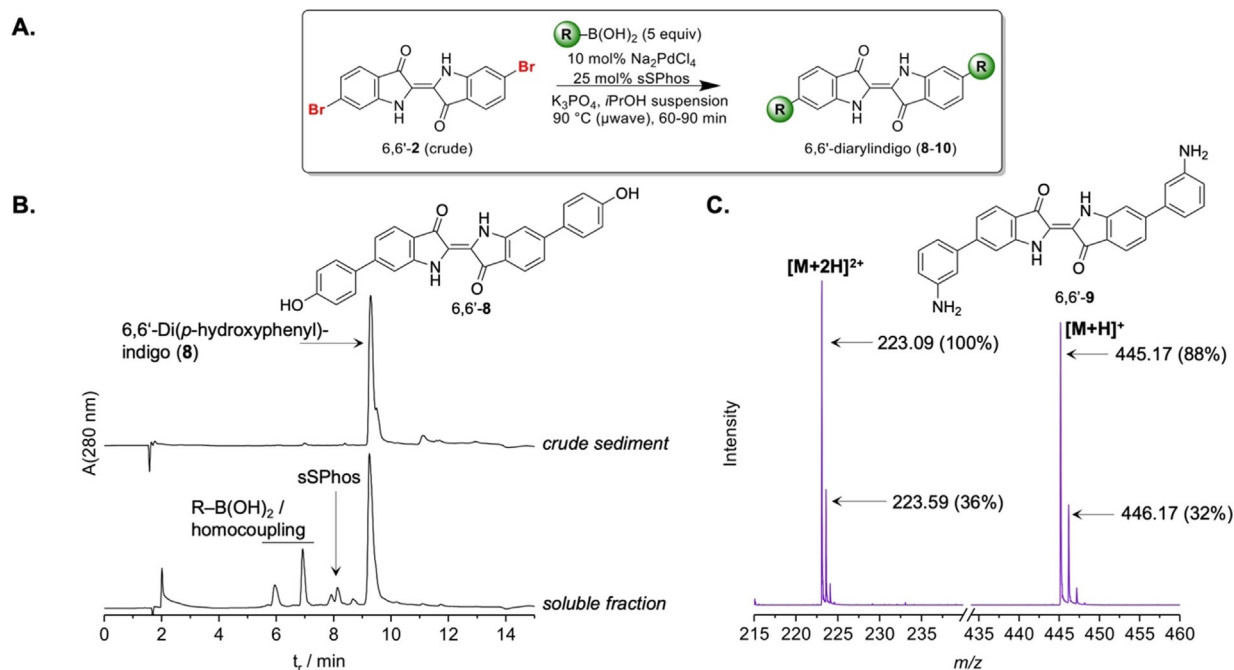 A.
R–B(OH)₂ (5 equiv)
10 mol% Na₂PdCl₄
25 mol% sSPhos
K₃PO₄, iPrOH suspension
90 °C (µwave), 60-90 min
O
HN
Br
Br
N
H
O
6,6'-2 (crude)
O
HN
R
R
N
H
O
6,6'-diarylindigo (8-10)
B.
OH
O
HN
N
H
O
HO
6,6'-8
6,6'-Di(p-hydroxyphenyl)-
indigo (8)
crude sediment
sSPhos
R–B(OH)₂ /
homocoupling
soluble fraction
A(280 nm)
0 2 4 6 8 10 12 14
tᵣ / min
C.
NH₂
O
HN
N
H
O
NH₂
6,6'-9
[M+2H]²⁺
[M+H]⁺
223.09 (100%)
445.17 (88%)
223.59 (36%)
446.17 (32%)
Intensity
215 220 225 230 235 435 440 445 450 455 460
m/z